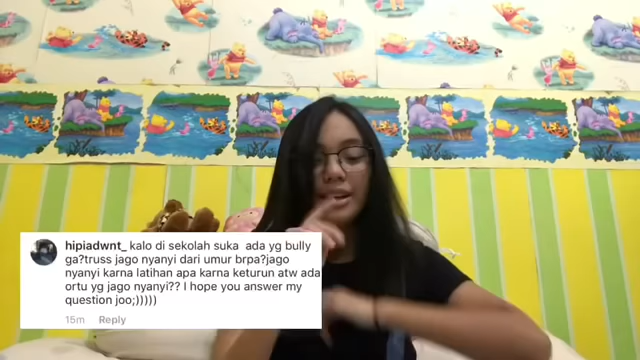 hipiadwnt_ kalo di sekolah suka ada yg bully
ga?truss jago nyanyi dari umur brpa?jago
nyanyi karna latihan apa karna keturun atw ada
ortu yg jago nyanyi?? I hope you answer my
question joo;)))))
15m Reply